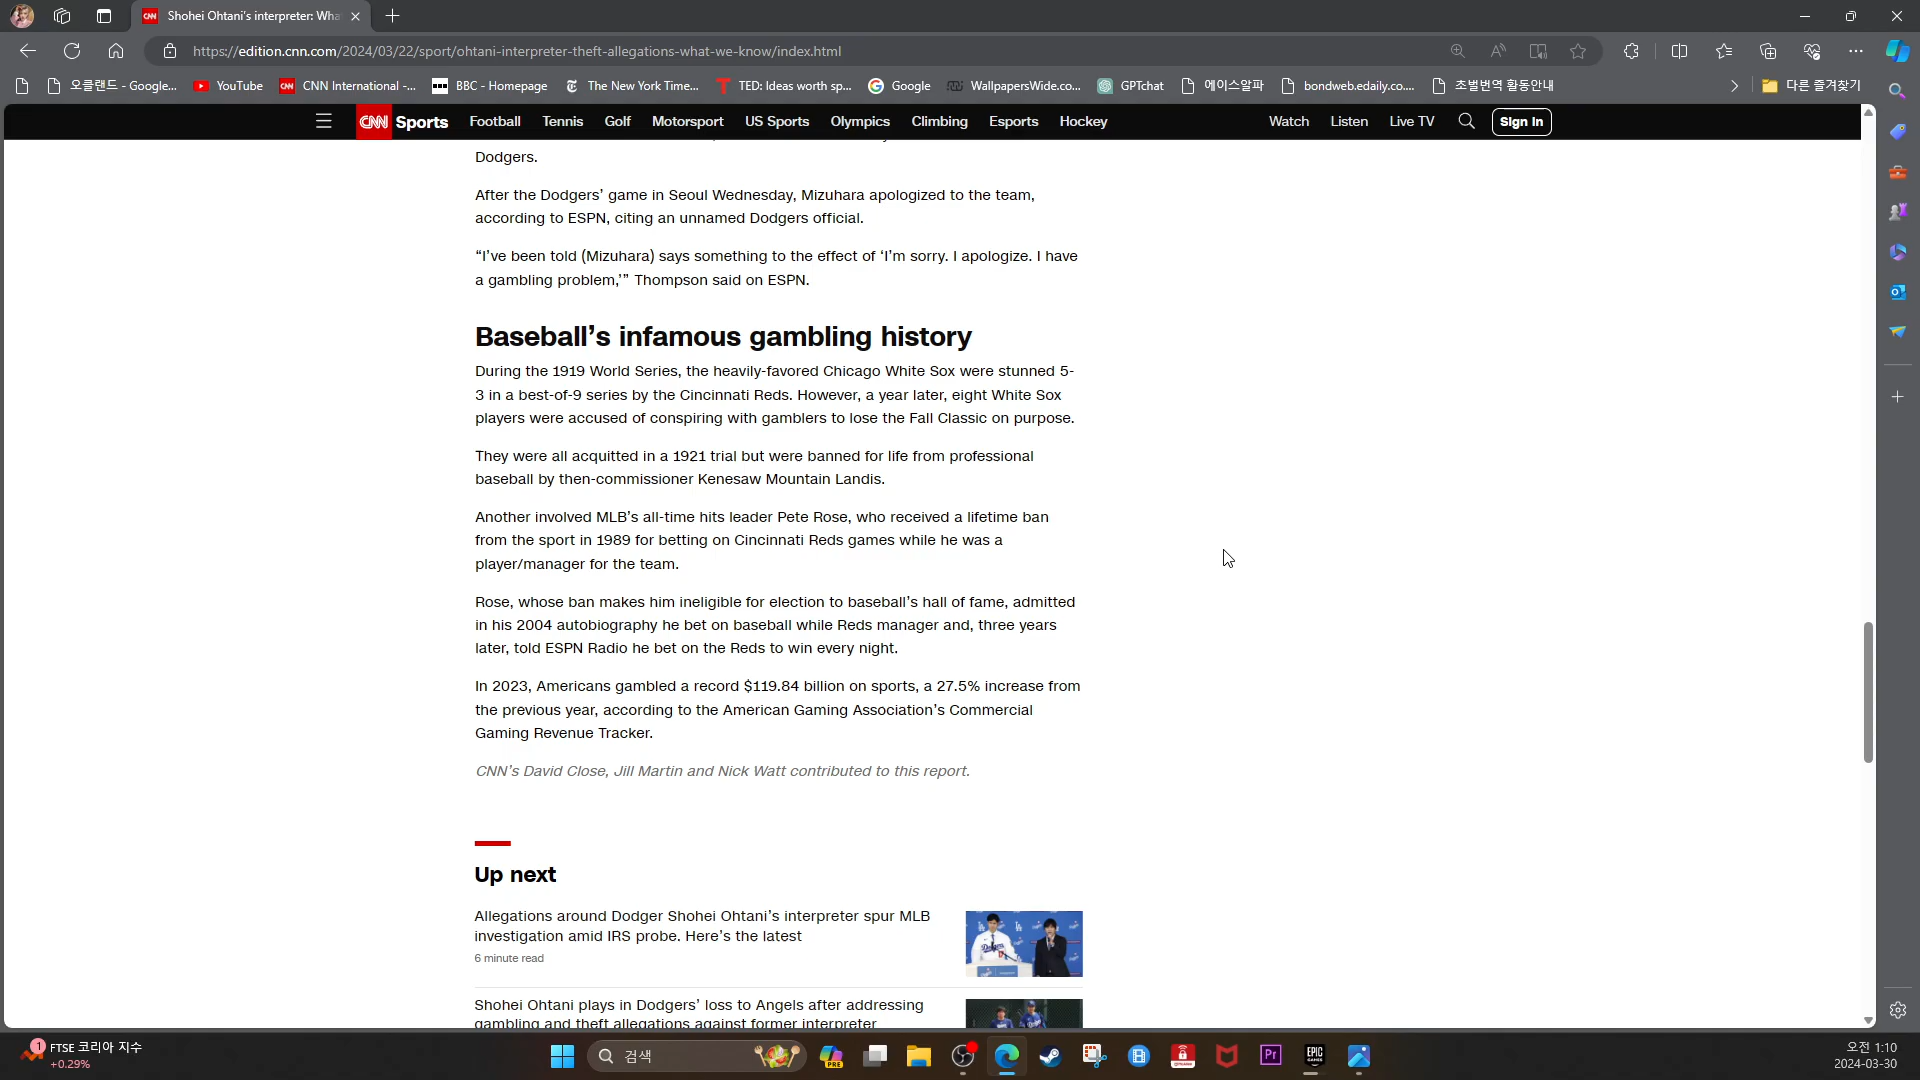 Shohei Ohtani's interpreter: Wha
https://edition.cnn.com/2024/03/22/sport/ohtani-interpreter-theft-allegations-what-we-know/index.html
오클랜드 - Google... YouTube CNN International -... BBC - Homepage The New York Time... TED: Ideas worth sp... Google WallpapersWide.co... GPTchat 에이스알파 bondweb.edaily.co.... 초벌번역 활동안내 다른 즐겨찾기
CNN Sports Football Tennis Golf Motorsport US Sports Olympics Climbing Esports Hockey Watch Listen Live TV Sign in
Dodgers.
After the Dodgers’ game in Seoul Wednesday, Mizuhara apologized to the team,
according to ESPN, citing an unnamed Dodgers official.
“I’ve been told (Mizuhara) says something to the effect of ‘I’m sorry. I apologize. I have
a gambling problem,’” Thompson said on ESPN.
Baseball’s infamous gambling history
During the 1919 World Series, the heavily-favored Chicago White Sox were stunned 5-
3 in a best-of-9 series by the Cincinnati Reds. However, a year later, eight White Sox
players were accused of conspiring with gamblers to lose the Fall Classic on purpose.
They were all acquitted in a 1921 trial but were banned for life from professional
baseball by then-commissioner Kenesaw Mountain Landis.
Another involved MLB’s all-time hits leader Pete Rose, who received a lifetime ban
from the sport in 1989 for betting on Cincinnati Reds games while he was a
player/manager for the team.
Rose, whose ban makes him ineligible for election to baseball’s hall of fame, admitted
in his 2004 autobiography he bet on baseball while Reds manager and, three years
later, told ESPN Radio he bet on the Reds to win every night.
In 2023, Americans gambled a record $119.84 billion on sports, a 27.5% increase from
the previous year, according to the American Gaming Association’s Commercial
Gaming Revenue Tracker.
CNN’s David Close, Jill Martin and Nick Watt contributed to this report.
Up next
Allegations around Dodger Shohei Ohtani’s interpreter spur MLB
investigation amid IRS probe. Here’s the latest
6 minute read
Shohei Ohtani plays in Dodgers’ loss to Angels after addressing
gambling and theft allegations against former interpreter
1 FTSE 코리아 지수
+0.29%
검색
PRE
Pr
EPIC GAMES
오전 1:10
2024-03-30